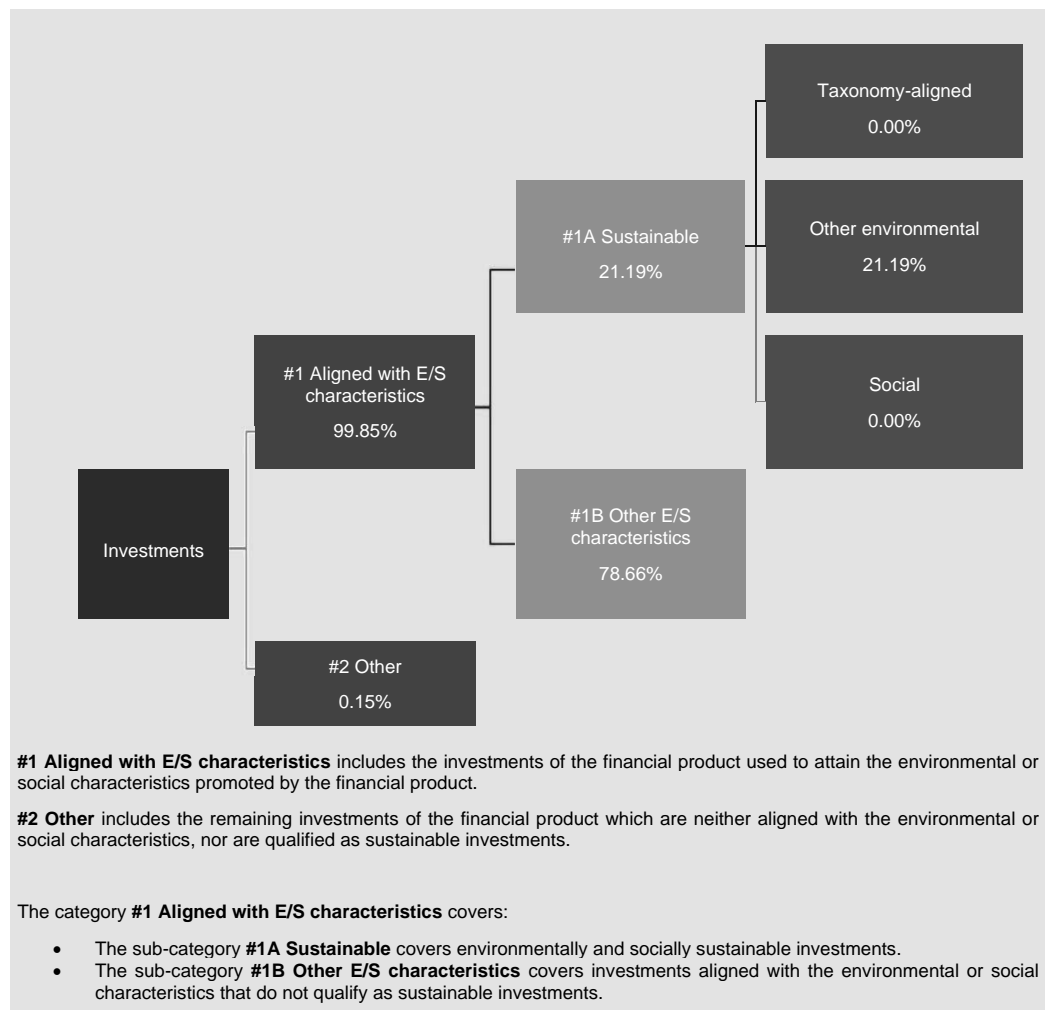 Taxonomy-aligned
0.00%
#1A Sustainable
21.19%
Other environmental
21.19%
#1 Aligned with E/S
characteristics
99.85%
Social
0.00%
Investments
#1B Other E/S
characteristics
78.66%
#2 Other
0.15%
#1 Aligned with E/S characteristics includes the investments of the financial product used to attain the environmental or
social characteristics promoted by the financial product.
#2 Other includes the remaining investments of the financial product which are neither aligned with the environmental or
social characteristics, nor are qualified as sustainable investments.
The category #1 Aligned with E/S characteristics covers:
• The sub-category #1A Sustainable covers environmentally and socially sustainable investments.
• The sub-category #1B Other E/S characteristics covers investments aligned with the environmental or social
characteristics that do not qualify as sustainable investments.